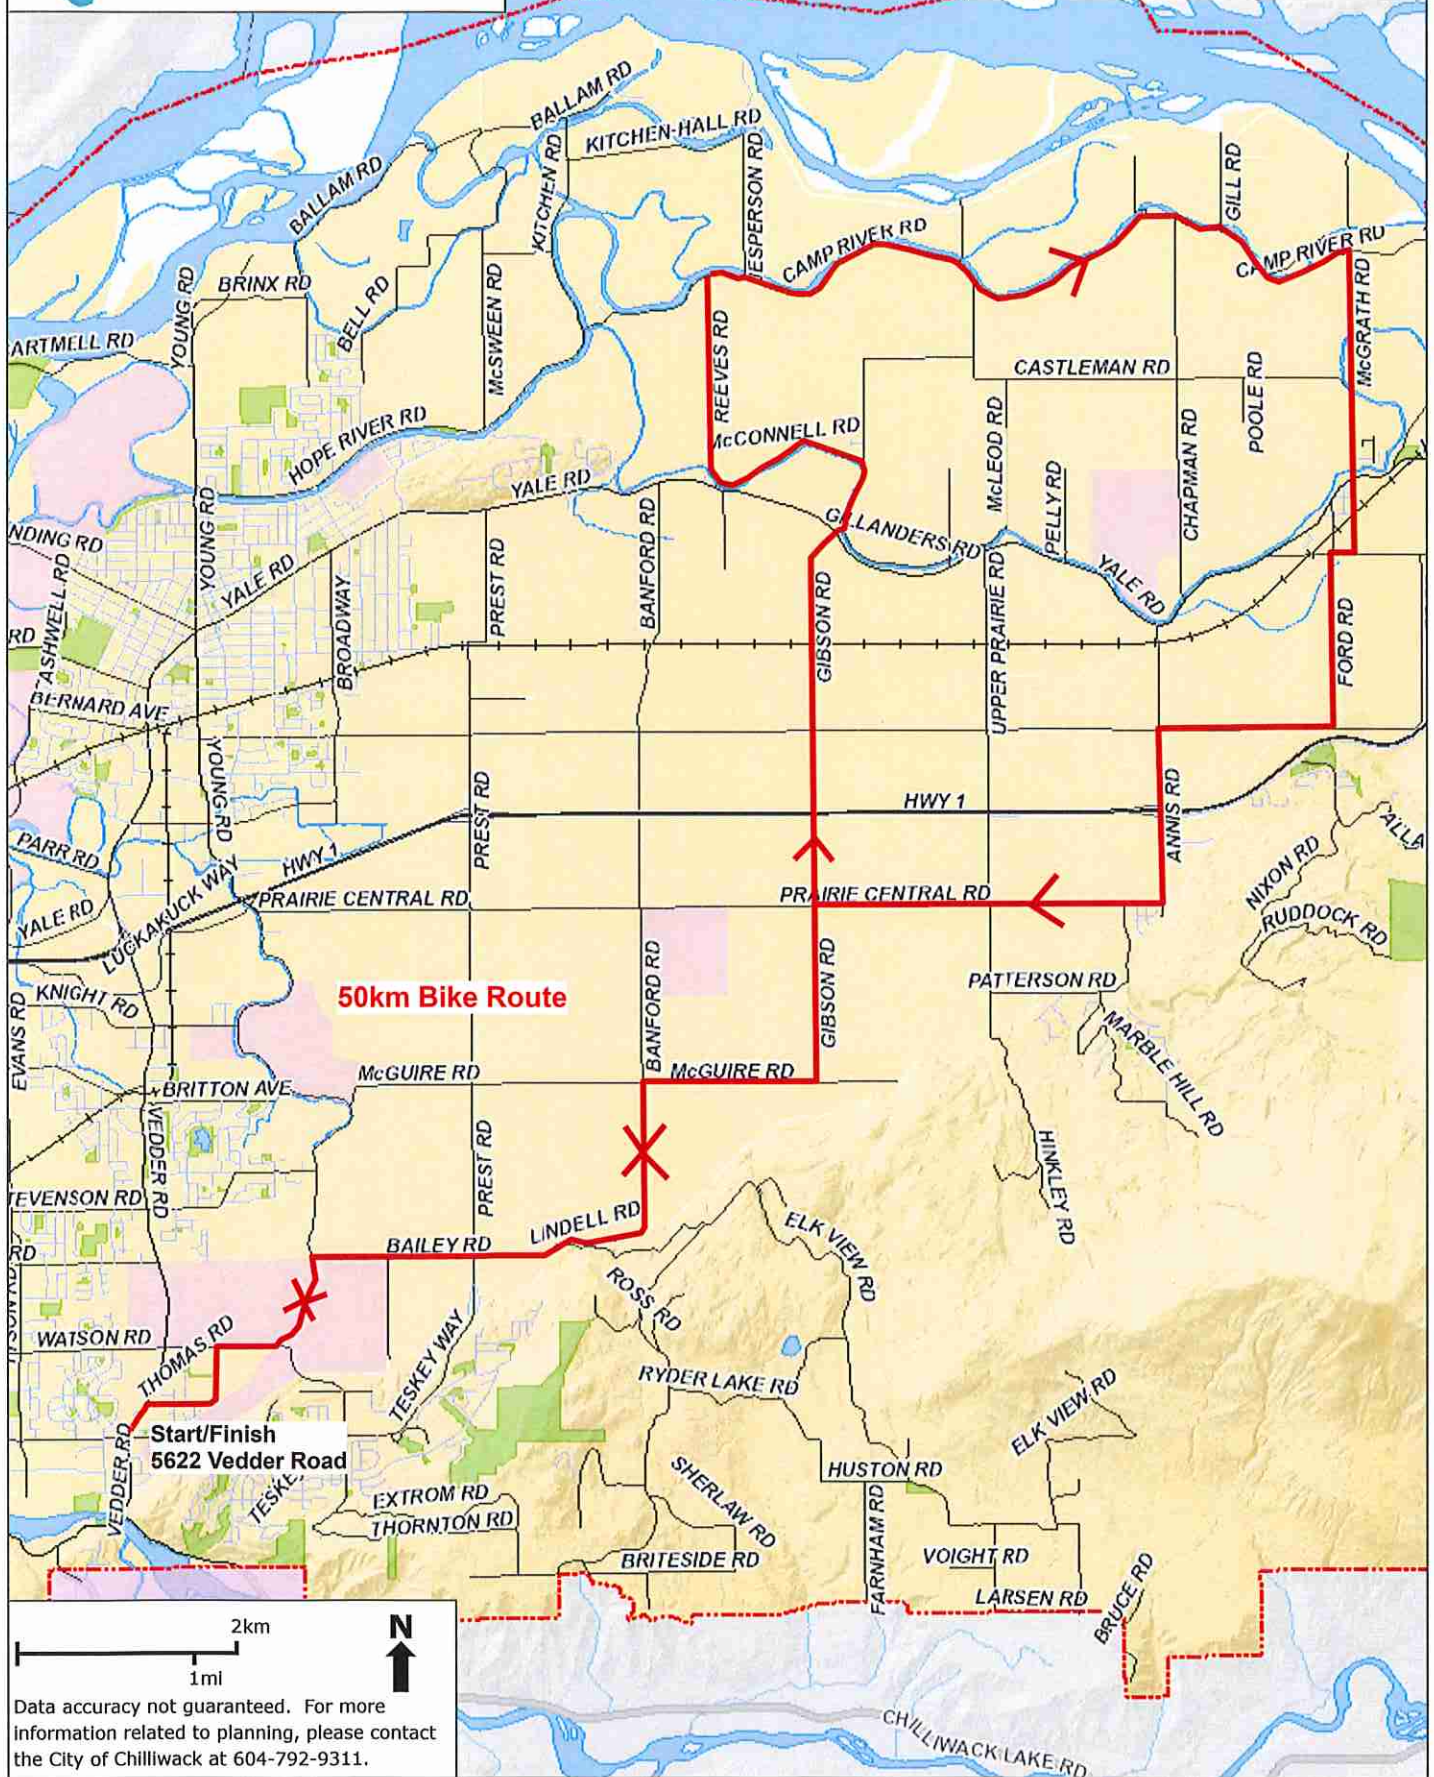 BALLAM RD
KITCHEN-HALL RD
BALLAM RD
KITCHEN RD
JESPERSON RD
GILL RD
CAMP RIVER RD
CAMP RIVER RD
YOUNG RD
BRINX RD
BELL RD
McSWEEN RD
REEVES RD
McGRATH RD
ARTMELL RD
CASTLEMAN RD
POOLE RD
HOPE RIVER RD
McCONNELL RD
McLEOD RD
CHAPMAN RD
YALE RD
PELLY RD
GILLANDERS RD
NDING RD
YOUNG RD
YALE RD
ASHWELL RD
BROADWAY
PREST RD
BANFORD RD
GIBSON RD
UPPER PRAIRIE RD
YALE RD
FORD RD
RD
BERNARD AVE
YOUNG RD
PREST RD
HWY 1
ANNIS RD
PARR RD
HWY 1
ALLA
NIXON RD
LUCKAKUCK WAY
PRAIRIE CENTRAL RD
PRAIRIE CENTRAL RD
YALE RD
RUDDOCK RD
KNIGHT RD
50km Bike Route
BANFORD RD
GIBSON RD
PATTERSON RD
EVANS RD
MARBLE HILL RD
BRITTON AVE
McGUIRE RD
McGUIRE RD
VEDDER RD
PREST RD
HINKLEY RD
TEVENSON RD
LINDELL RD
ELK VIEW RD
RD
BAILEY RD
ROSS RD
WATSON RD
THOMAS RD
TESKEY WAY
RYDER LAKE RD
ELK VIEW RD
Start/Finish
5622 Vedder Road
VEDDER RD
TESKE
HUSTON RD
EXTROM RD
SHERLAW RD
THORNTON RD
FARNHAM RD
BRITESIDE RD
VOIGHT RD
LARSEN RD
BRUCE RD
2km
N
1mi
Data accuracy not guaranteed. For more
information related to planning, please contact
the City of Chilliwack at 604-792-9311.
CHILLIWACK LAKE RD